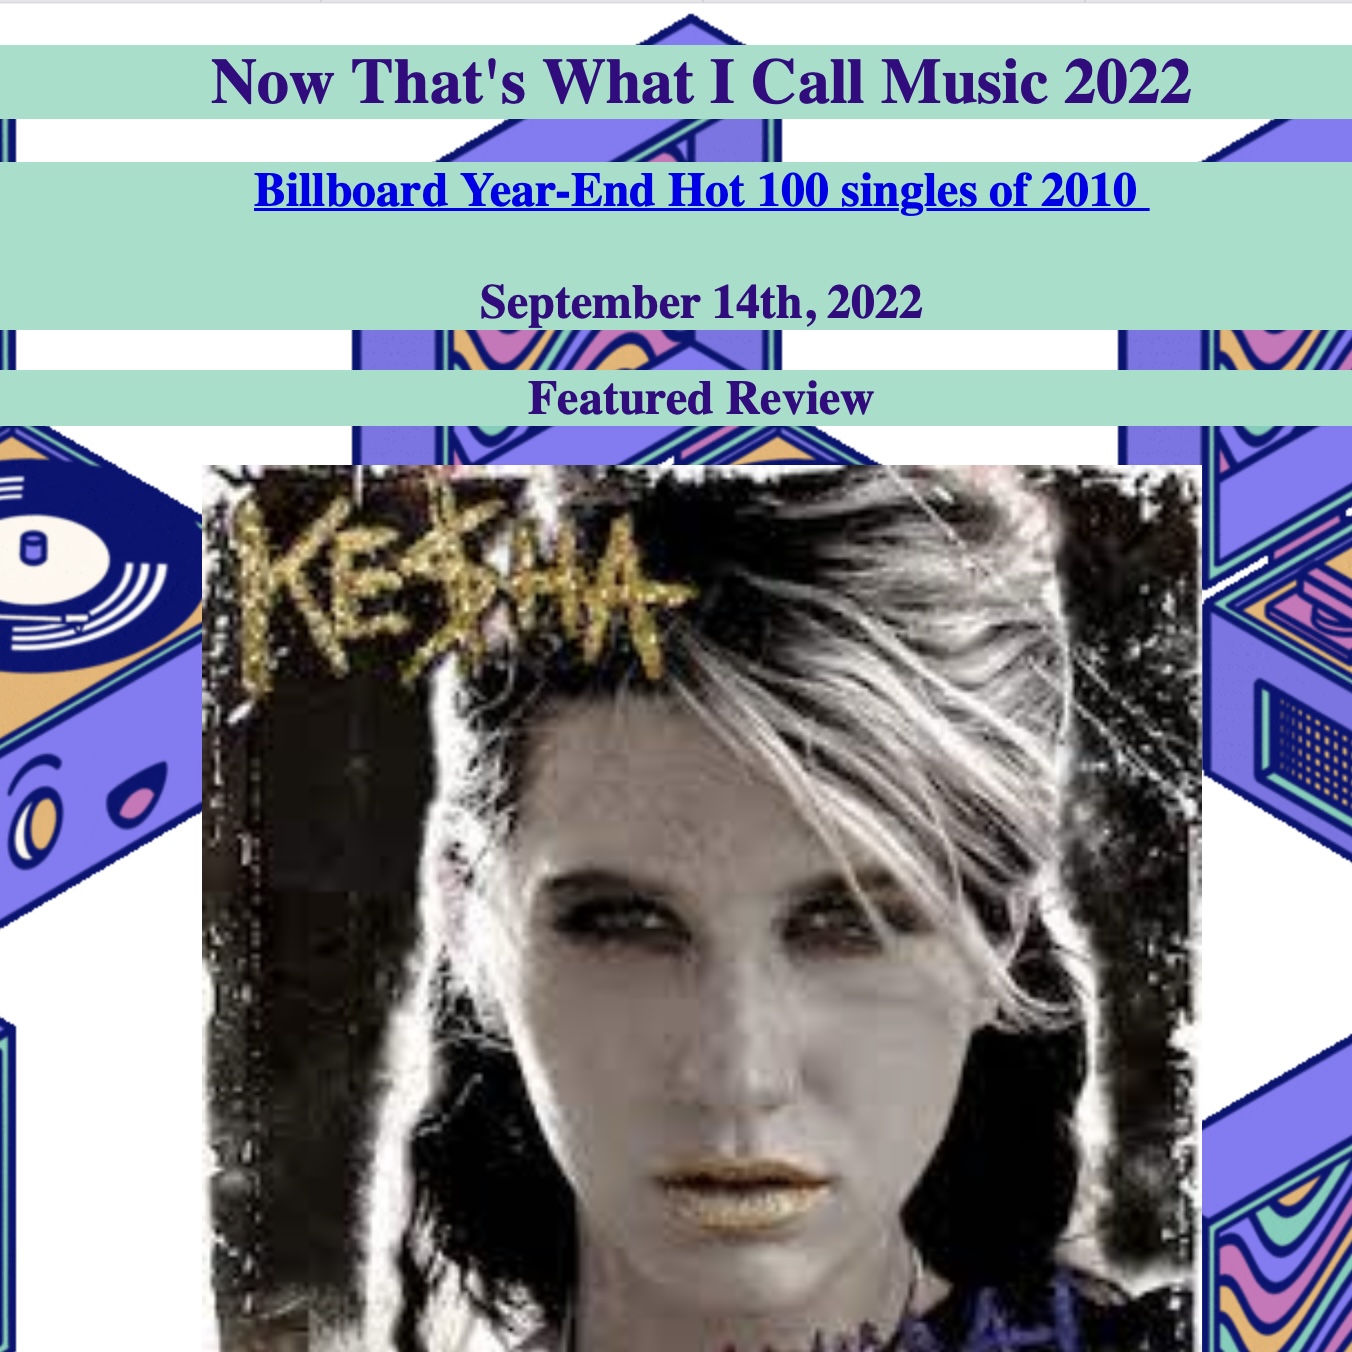 Now That's What I Call Music 2022
Billboard Year-End Hot 100 singles of 2010
September 14th, 2022
Featured Review
KE$HA